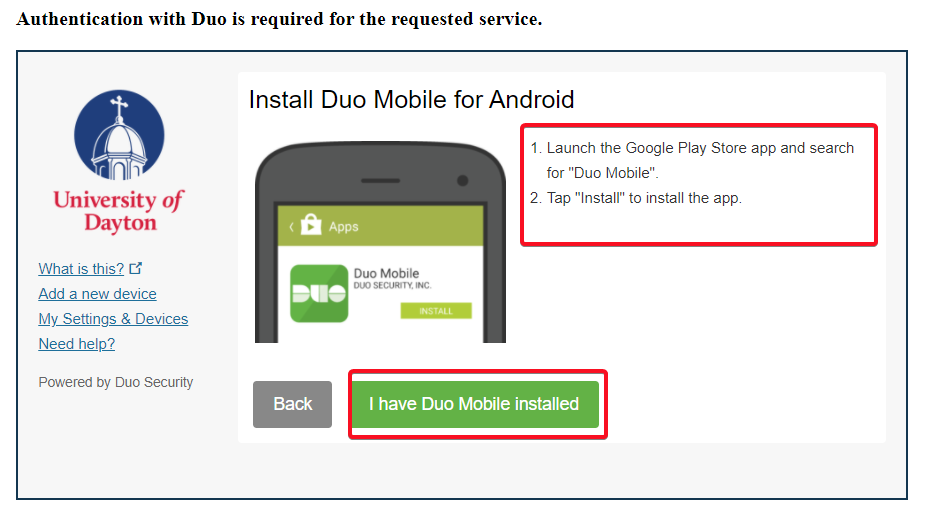 Authentication with Duo is required for the requested service.
University of
Dayton
What is this?
Add a new device
My Settings & Devices
Need help?
Powered by Duo Security
Install Duo Mobile for Android
Apps
Duo Mobile
DUO SECURITY, INC.
DUO
INSTALL
1. Launch the Google Play Store app and search
for "Duo Mobile".
2. Tap "Install" to install the app.
Back
I have Duo Mobile installed